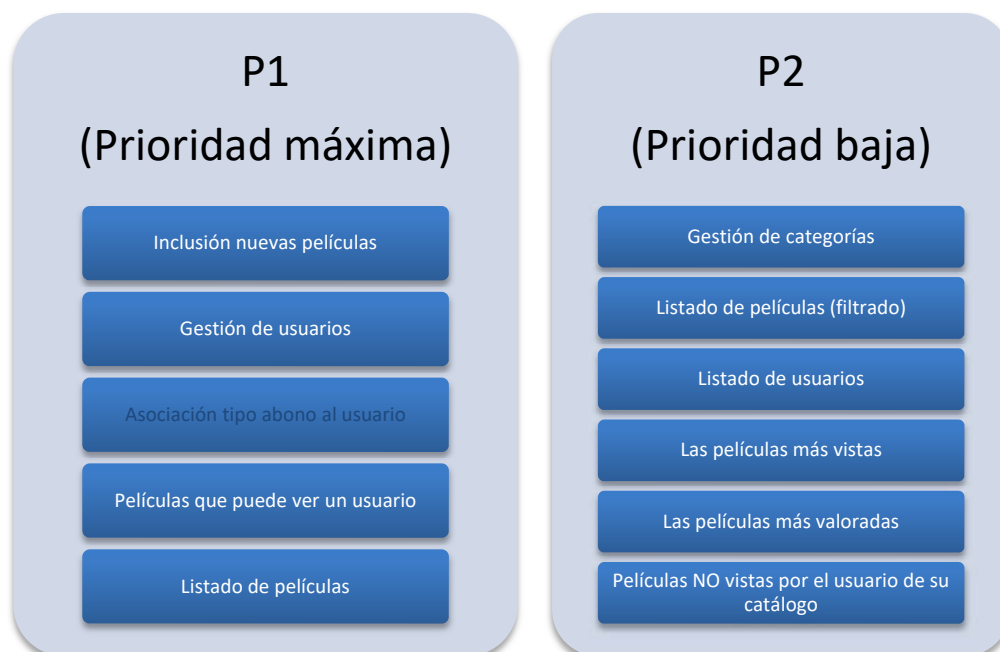 P1
(Prioridad máxima)
Inclusión nuevas películas
Gestión de usuarios
Asociación tipo abono al usuario
Películas que puede ver un usuario
Listado de películas
P2
(Prioridad baja)
Gestión de categorías
Listado de películas (filtrado)
Listado de usuarios
Las películas más vistas
Las películas más valoradas
Películas NO vistas por el usuario de su
catálogo